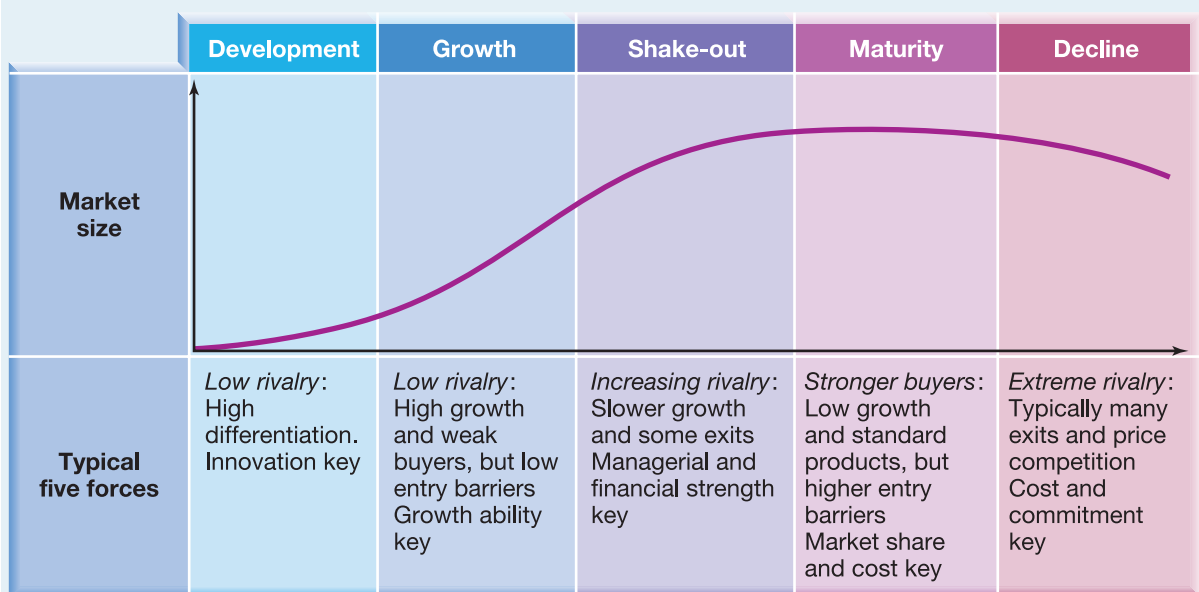 Development
Growth
Shake-out
Maturity
Decline
Market
size
Typical
five forces
Low rivalry:
High
differentiation.
Innovation key
Low rivalry:
High growth
and weak
buyers, but low
entry barriers
Growth ability
key
Increasing rivalry:
Slower growth
and some exits
Managerial and
financial strength
key
Stronger buyers:
Low growth
and standard
products, but
higher entry
barriers
Market share
and cost key
Extreme rivalry:
Typically many
exits and price
competition
Cost and
commitment
key